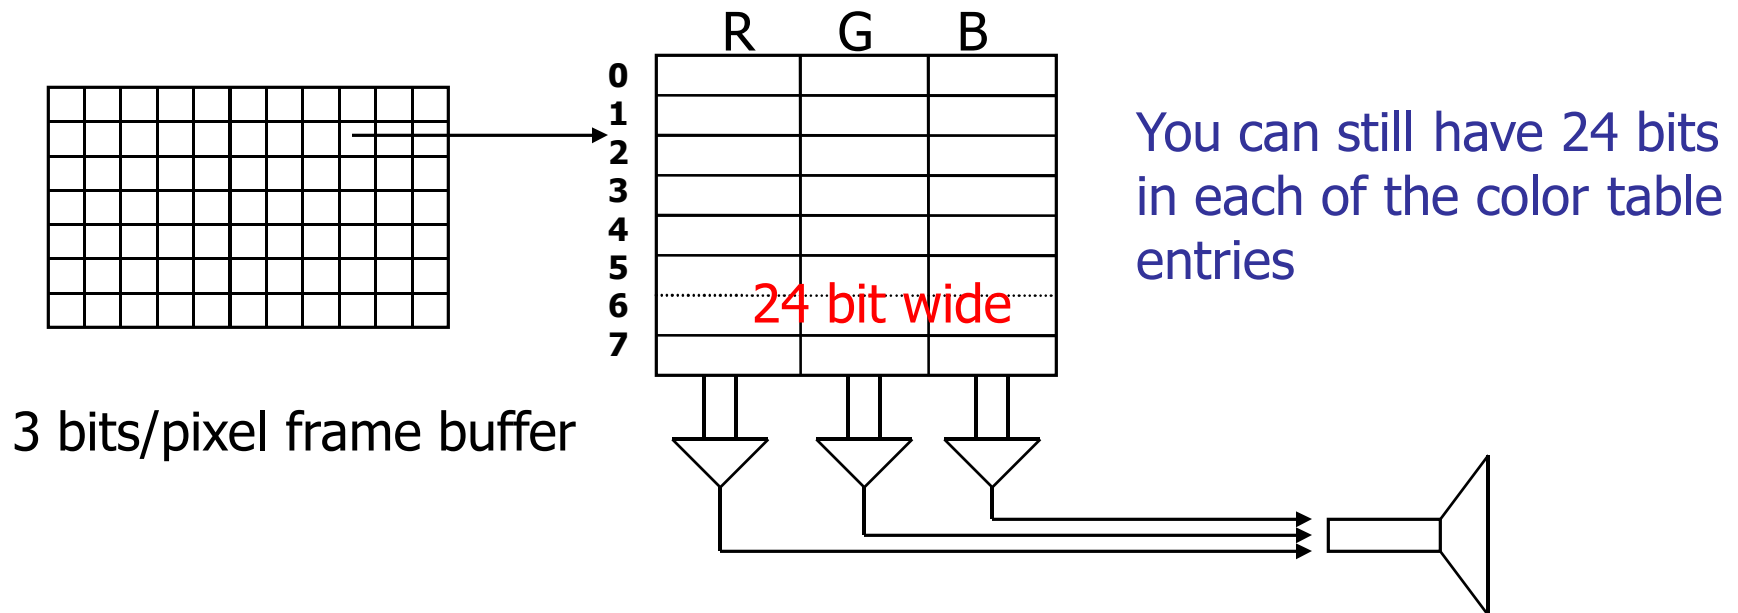 R G B
0
1
2
3
4
5
6
7
24 bit wide
You can still have 24 bits
in each of the color table
entries
3 bits/pixel frame buffer